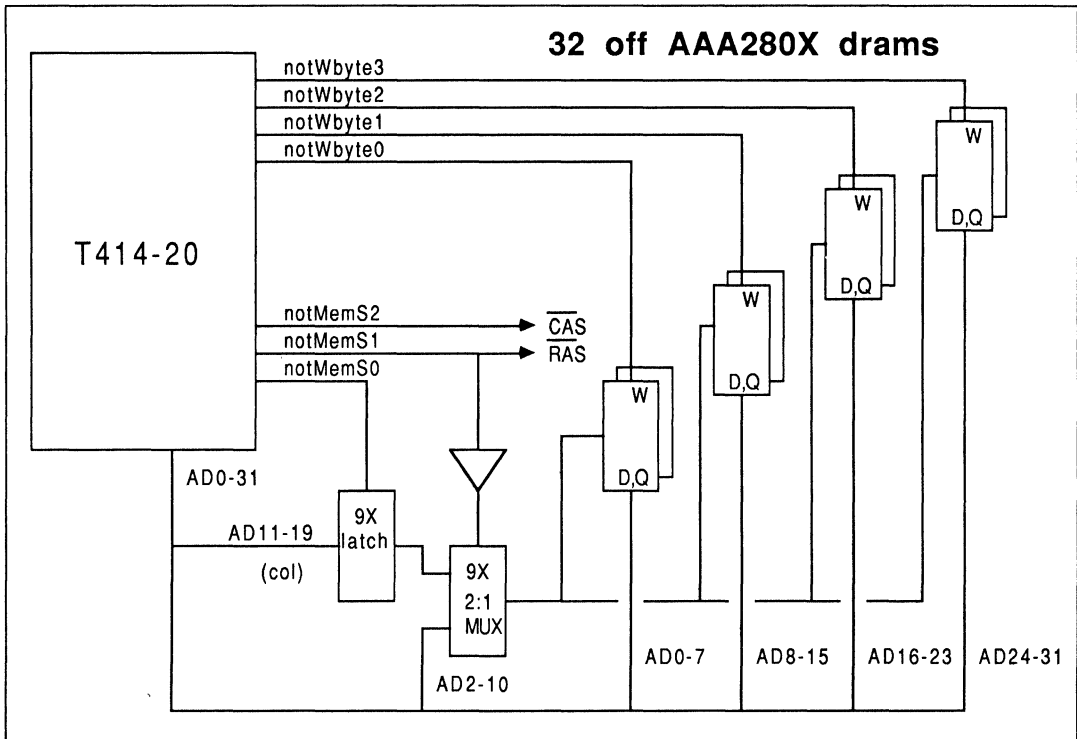 32 off AAA280X drams
notWbyte3
notWbyte2
notWbyte1
notWbyte0
T414-20
notMemS2
notMemS1
notMemS0
CAS
RAS
W
D,Q
W
D,Q
W
D,Q
W
D,Q
AD0-31
AD11-19
(col)
9X
latch
9X
2:1
MUX
AD2-10
AD0-7
AD8-15
AD16-23
AD24-31